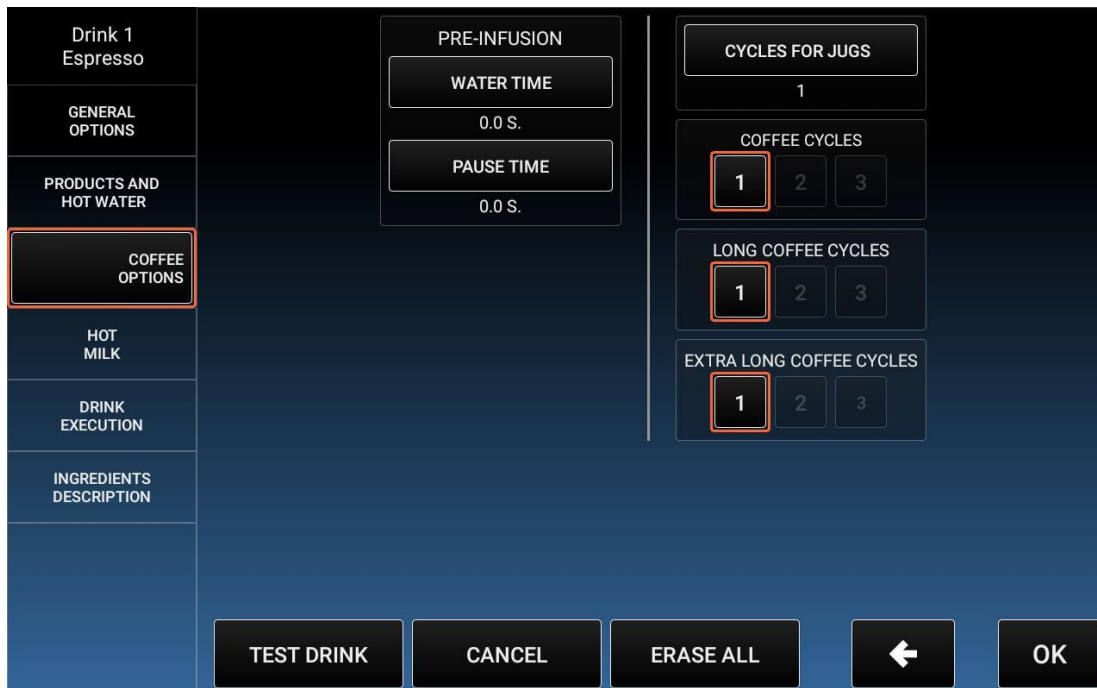 Drink 1
Espresso
GENERAL
OPTIONS
PRODUCTS AND
HOT WATER
COFFEE
OPTIONS
HOT
MILK
DRINK
EXECUTION
INGREDIENTS
DESCRIPTION
PRE-INFUSION
WATER TIME
0.0 S.
PAUSE TIME
0.0 S.
CYCLES FOR JUGS
1
COFFEE CYCLES
1 2 3
LONG COFFEE CYCLES
1 2 3
EXTRA LONG COFFEE CYCLES
1 2 3
TEST DRINK CANCEL ERASE ALL OK